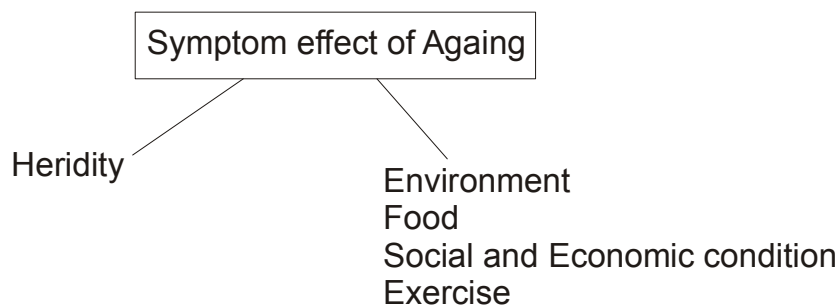 Symptom effect of Againg
Heridity
Environment
Food
Social and Economic condition
Exercise